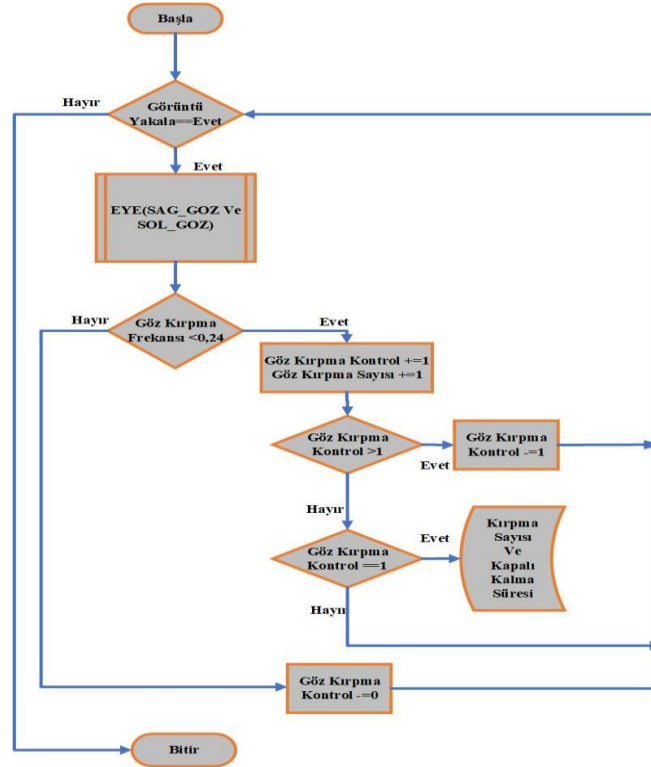 Başla
Hayır
Görüntü
Yakala==Evet
Evet
EYE(SAG_GOZ Ve
SOL_GOZ)
Hayır
Göz Kırpma
Frekansı <0,24
Evet
Göz Kırpma Kontrol +=1
Göz Kırpma Sayısı +=1
Göz Kırpma
Kontrol >1
Evet
Göz Kırpma
Kontrol -=1
Hayır
Göz Kırpma
Kontrol ==1
Evet
Kırpma
Sayısı
Ve
Kapalı
Kalma
Süresi
Hayır
Göz Kırpma
Kontrol -=0
Bitir